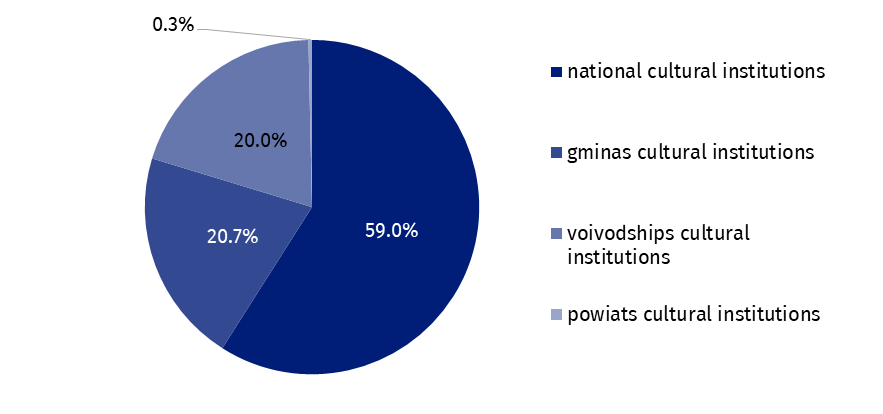 0.3%
20.0%
20.7%
59.0%
national cultural institutions
gminas cultural institutions
voivodships cultural
institutions
powiats cultural institutions